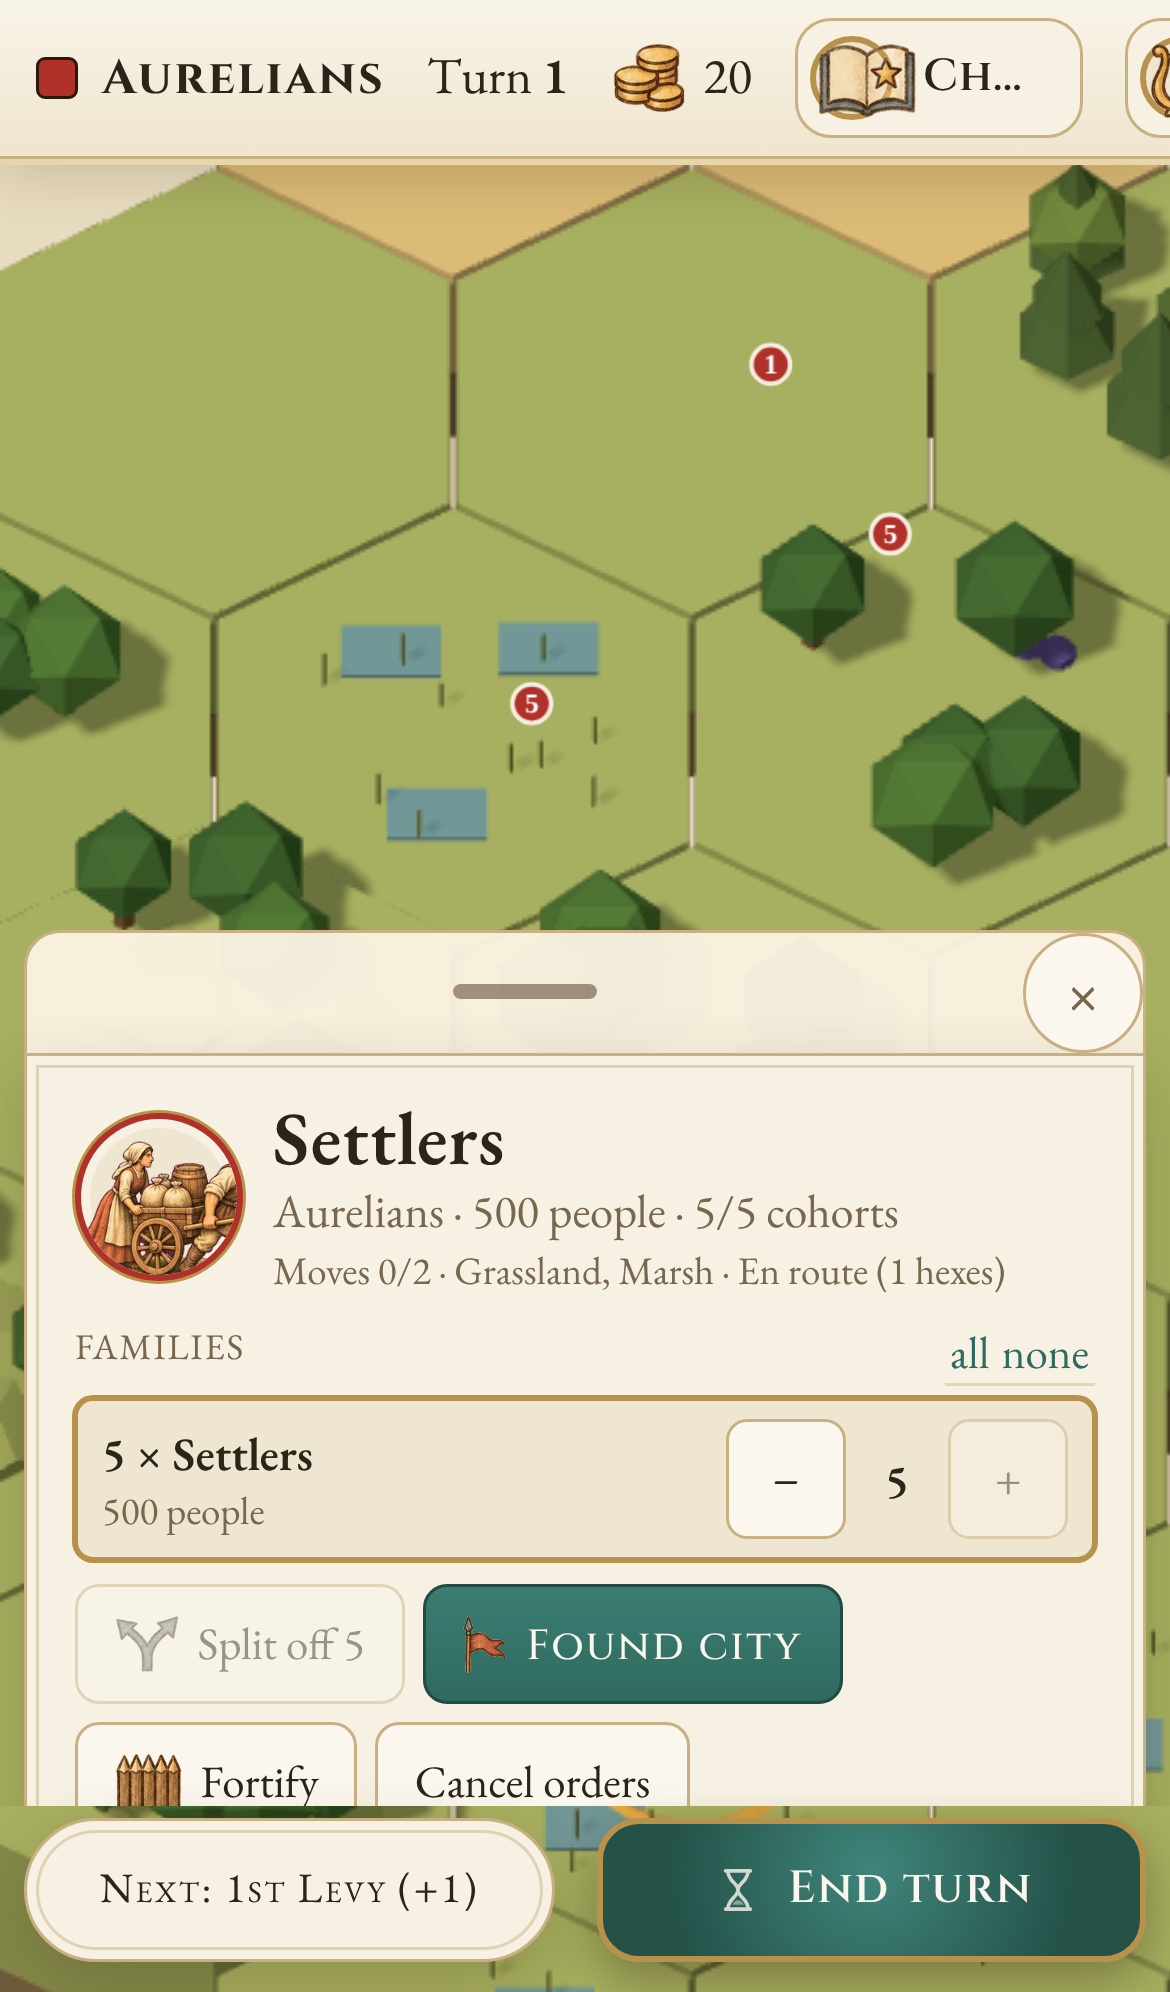 AURELIANS Turn 1 20 CH...
1
5
5
×
Settlers
Aurelians · 500 people · 5/5 cohorts
Moves 0/2 · Grassland, Marsh · En route (1 hexes)
FAMILIES all none
5 × Settlers
500 people
− 5 +
Split off 5 FOUND CITY
Fortify Cancel orders
NEXT: 1ST LEVY (+1) END TURN